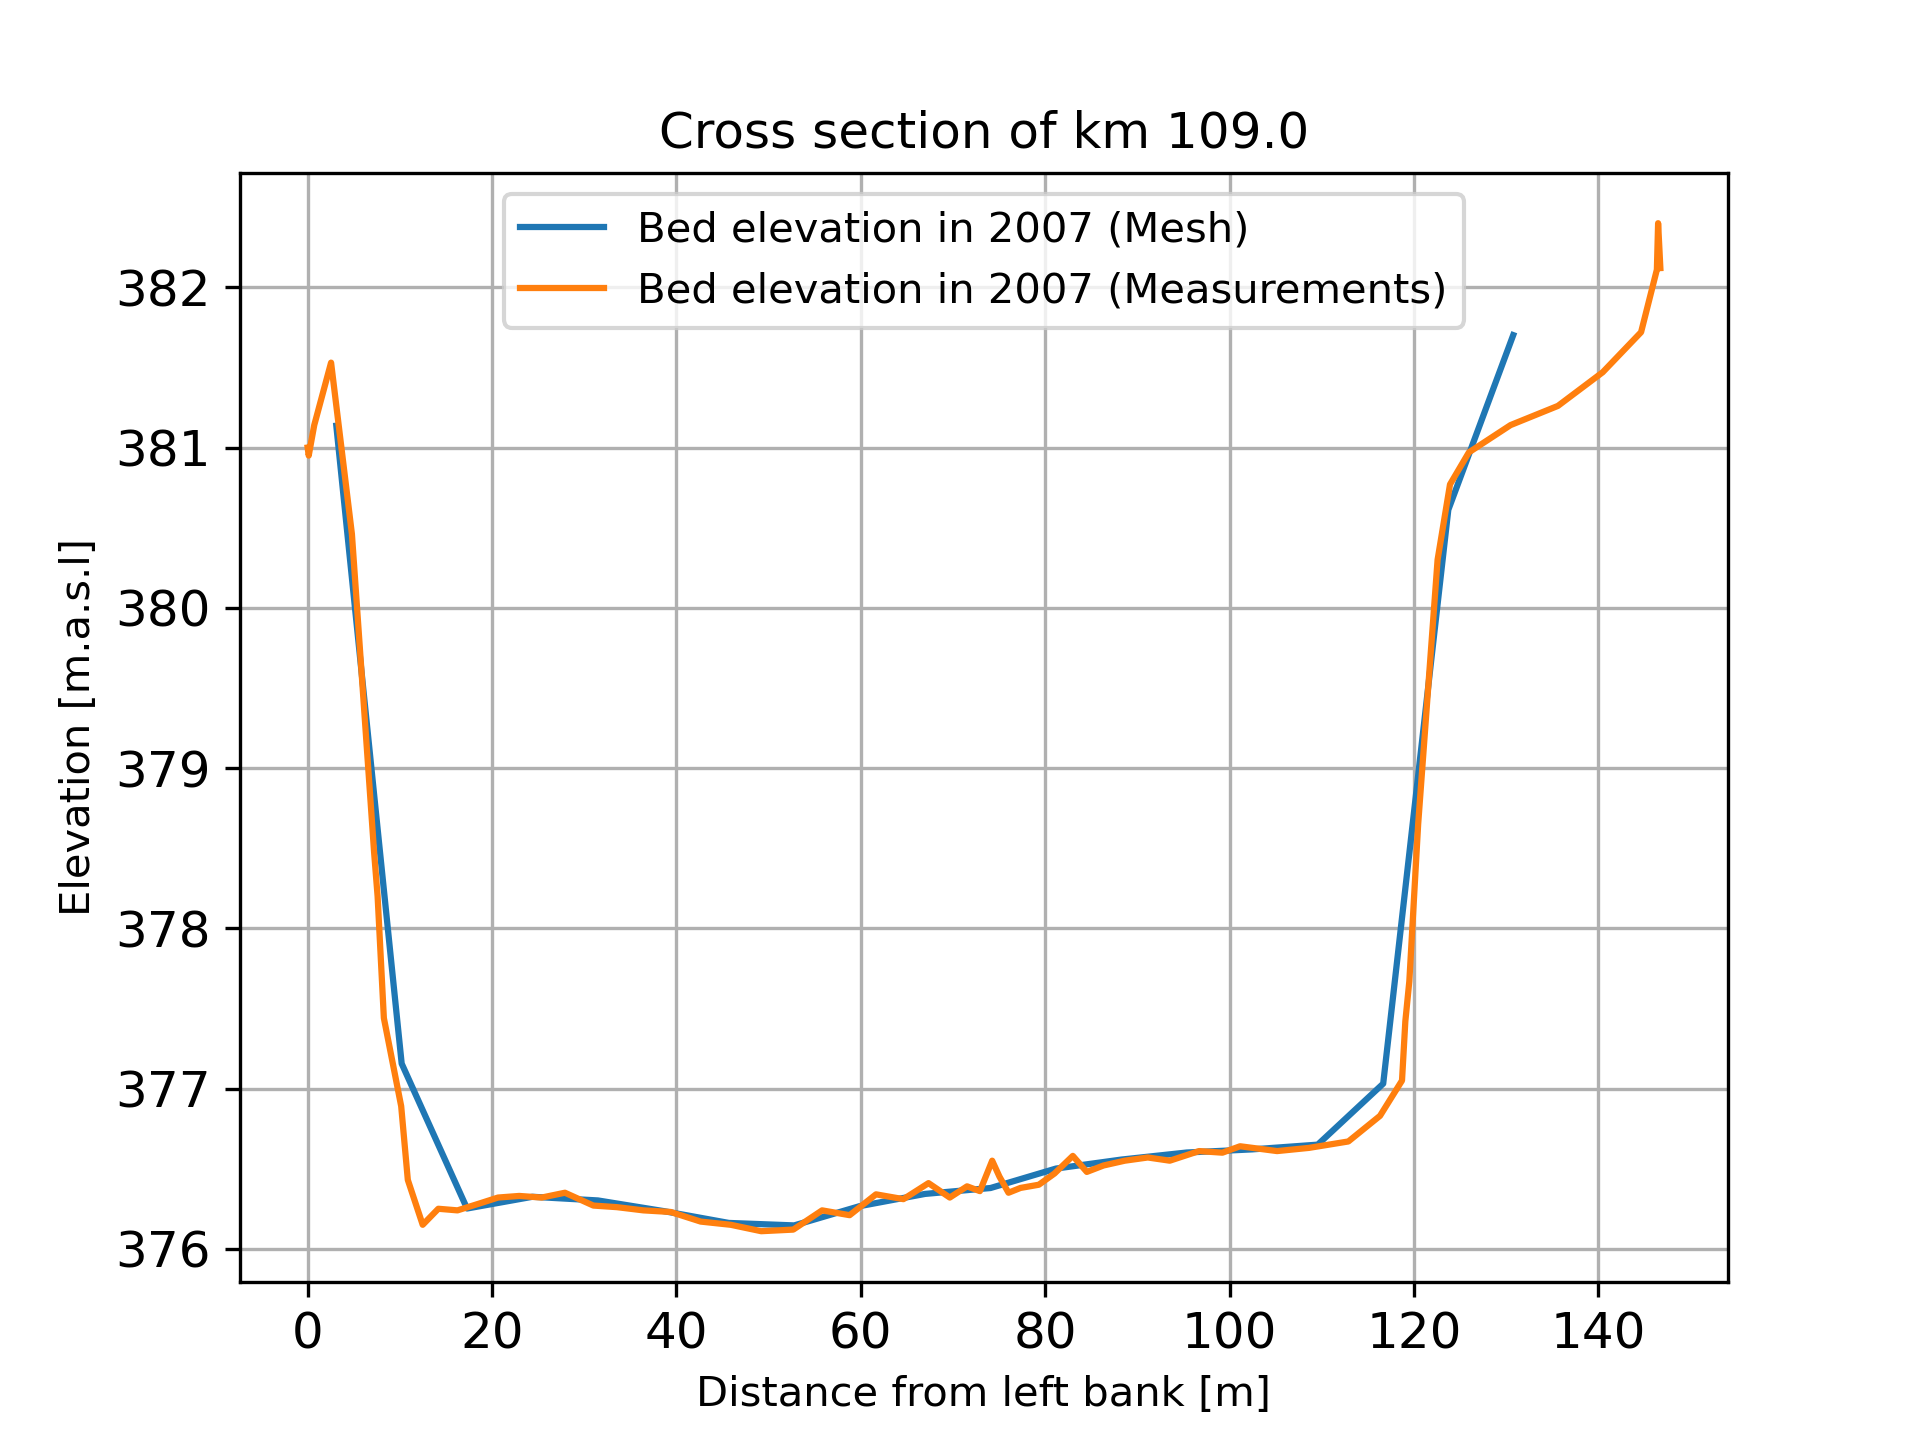 Cross section of km 109.0
Bed elevation in 2007 (Mesh)
Bed elevation in 2007 (Measurements)
Elevation [m.a.s.l]
382
381
380
379
378
377
376
0 20 40 60 80 100 120 140
Distance from left bank [m]